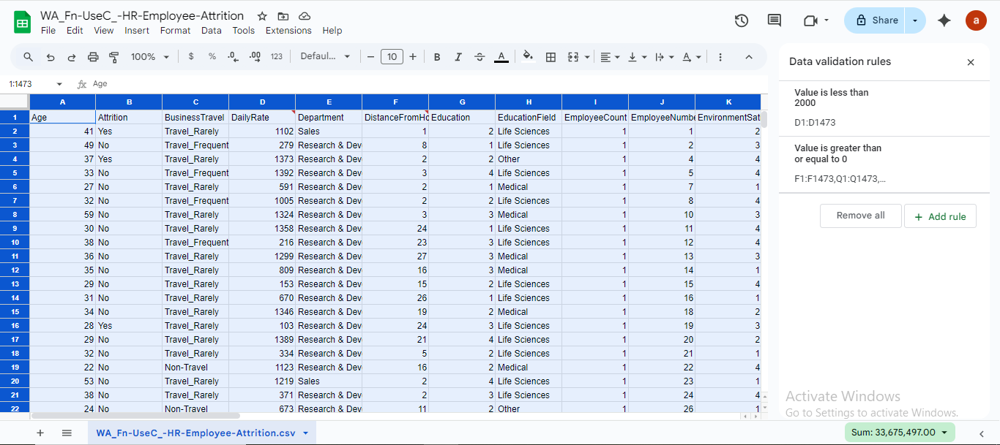 WA_Fn-UseC_-HR-Employee-Attrition
File Edit View Insert Format Data Tools Extensions Help
Share
a
100% $ % .0 .00 123 Defaul... − 10 + B I S A
1:1473 fx Age
A B C D E F G H I J K
1 Age Attrition BusinessTravel DailyRate Department DistanceFromHo Education EducationField EmployeeCount EmployeeNumbe EnvironmentSat
2 41 Yes Travel_Rarely 1102 Sales 1 2 Life Sciences 1 1 2
3 49 No Travel_Frequent 279 Research & Dev 8 1 Life Sciences 1 2 3
4 37 Yes Travel_Rarely 1373 Research & Dev 2 2 Other 1 4 4
5 33 No Travel_Frequent 1392 Research & Dev 3 4 Life Sciences 1 5 4
6 27 No Travel_Rarely 591 Research & Dev 2 1 Medical 1 7 1
7 32 No Travel_Frequent 1005 Research & Dev 2 2 Life Sciences 1 8 4
8 59 No Travel_Rarely 1324 Research & Dev 3 3 Medical 1 10 3
9 30 No Travel_Rarely 1358 Research & Dev 24 1 Life Sciences 1 11 4
10 38 No Travel_Frequent 216 Research & Dev 23 3 Life Sciences 1 12 4
11 36 No Travel_Rarely 1299 Research & Dev 27 3 Medical 1 13 3
12 35 No Travel_Rarely 809 Research & Dev 16 3 Medical 1 14 1
13 29 No Travel_Rarely 153 Research & Dev 15 2 Life Sciences 1 15 4
14 31 No Travel_Rarely 670 Research & Dev 26 1 Life Sciences 1 16 1
15 34 No Travel_Rarely 1346 Research & Dev 19 2 Medical 1 18 2
16 28 Yes Travel_Rarely 103 Research & Dev 24 3 Life Sciences 1 19 3
17 29 No Travel_Rarely 1389 Research & Dev 21 4 Life Sciences 1 20 2
18 32 No Travel_Rarely 334 Research & Dev 5 2 Life Sciences 1 21 1
19 22 No Non-Travel 1123 Research & Dev 16 2 Medical 1 22 4
20 53 No Travel_Rarely 1219 Sales 2 4 Life Sciences 1 23 1
21 38 No Travel_Rarely 371 Research & Dev 2 3 Life Sciences 1 24 4
22 24 No Non-Travel 673 Research & Dev 11 2 Other 1 26 1
Data validation rules
Value is less than
2000
D1:D1473
Value is greater than
or equal to 0
F1:F1473,Q1:Q1473,...
Remove all + Add rule
Activate Windows
Go to Settings to activate Windows.
WA_Fn-UseC_-HR-Employee-Attrition.csv
Sum: 33,675,497.00